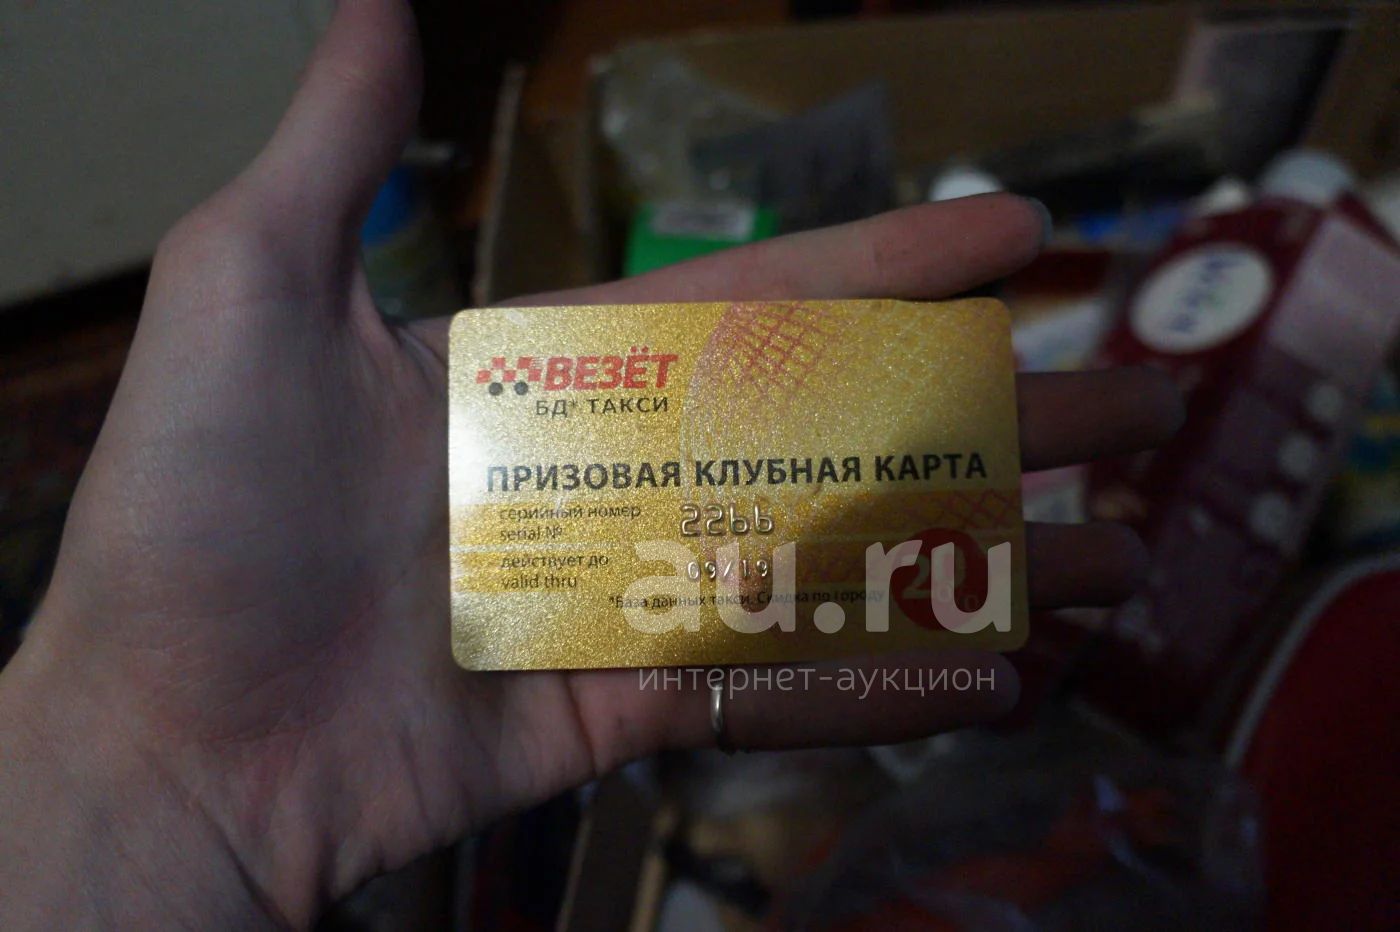 ВЕЗЁТ
БД* ТАКСИ
ПРИЗОВАЯ КЛУБНАЯ КАРТА
серийный номер
serial №
2266
действует до
valid thru
09/19
*База данных такси. Скидка по городу
au.ru
интернет-аукцион